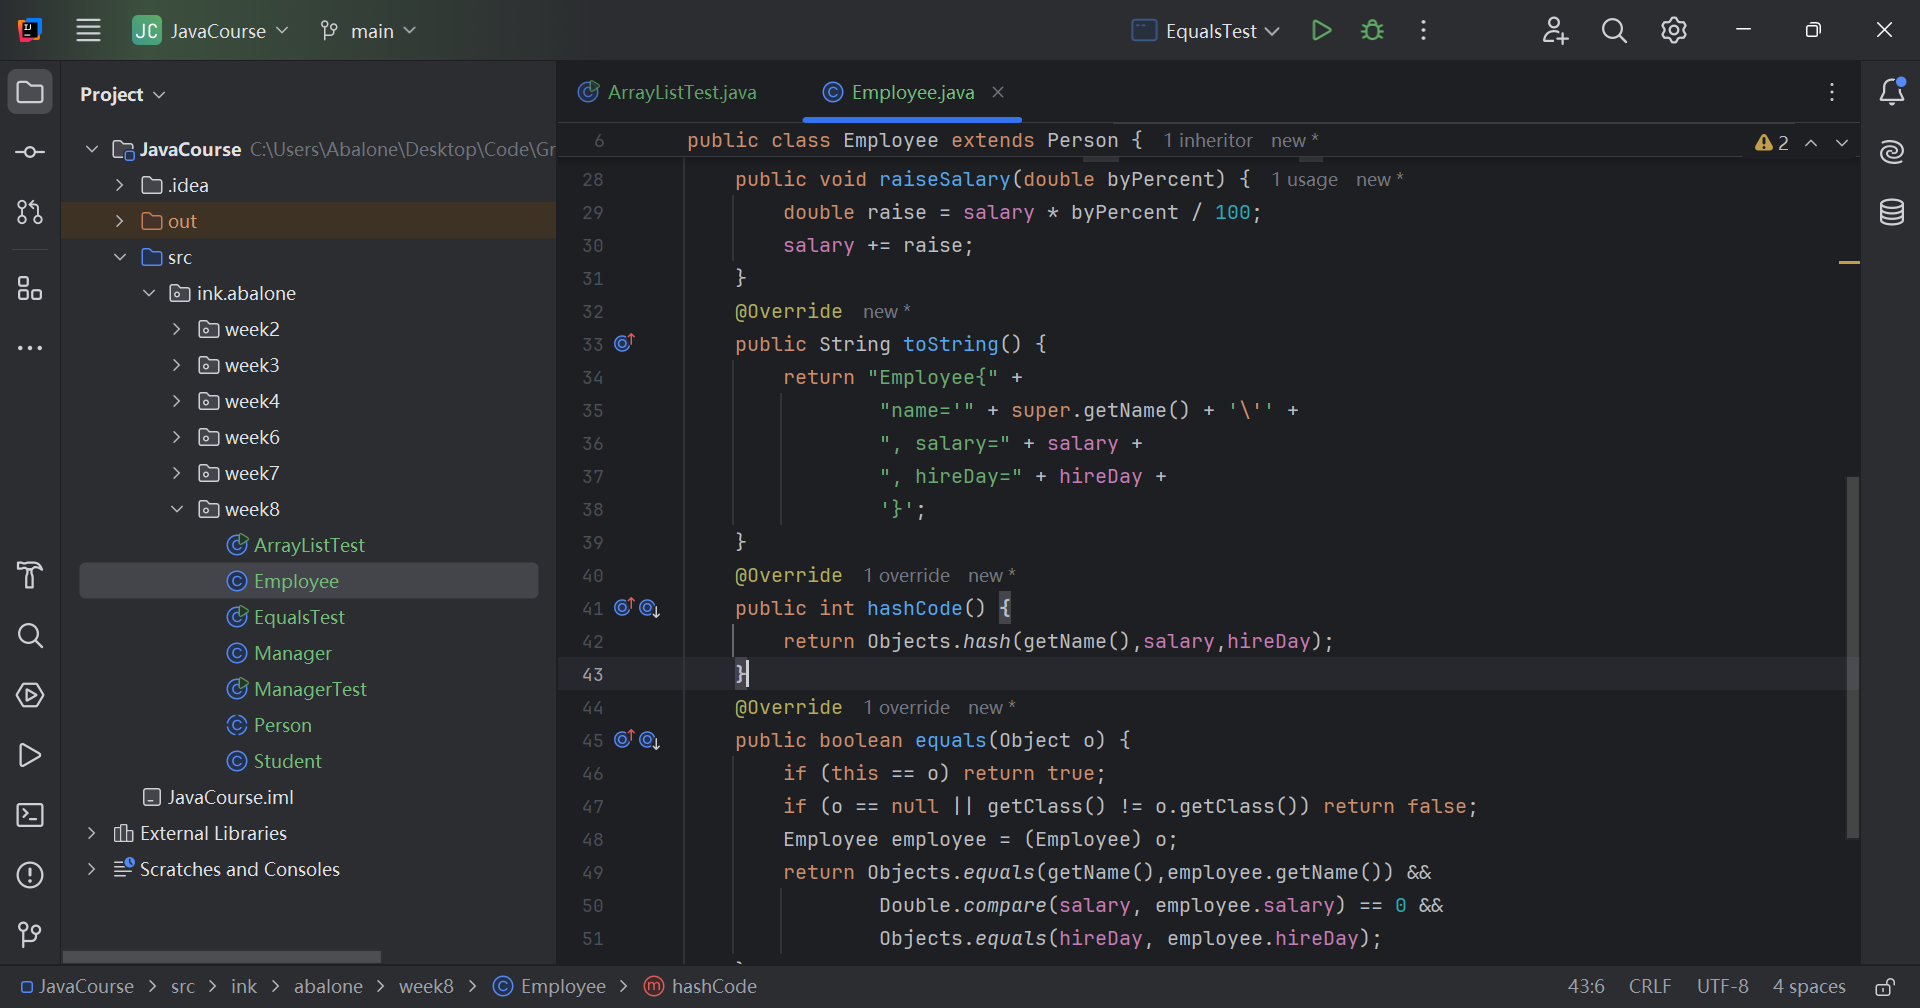 JC JavaCourse main EqualsTest
Project
ArrayListTest.java Employee.java
JavaCourse C:\Users\Abalone\Desktop\Code\Gr
.idea
out
src
ink.abalone
week2
week3
week4
week6
week7
week8
ArrayListTest
Employee
EqualsTest
Manager
ManagerTest
Person
Student
JavaCourse.iml
External Libraries
Scratches and Consoles
6 public class Employee extends Person { 1 inheritor new *
2
28 public void raiseSalary(double byPercent) { 1 usage new *
29 double raise = salary * byPercent / 100;
30 salary += raise;
31 }
32 @Override new *
33 public String toString() {
34 return "Employee{" +
35 "name='" + super.getName() + '\'' +
36 ", salary=" + salary +
37 ", hireDay=" + hireDay +
38 '}';
39 }
40 @Override 1 override new *
41 public int hashCode() {
42 return Objects.hash(getName(),salary,hireDay);
43 }
44 @Override 1 override new *
45 public boolean equals(Object o) {
46 if (this == o) return true;
47 if (o == null || getClass() != o.getClass()) return false;
48 Employee employee = (Employee) o;
49 return Objects.equals(getName(),employee.getName()) &&
50 Double.compare(salary, employee.salary) == 0 &&
51 Objects.equals(hireDay, employee.hireDay);
JavaCourse > src > ink > abalone > week8 > Employee > hashCode
43:6 CRLF UTF-8 4 spaces